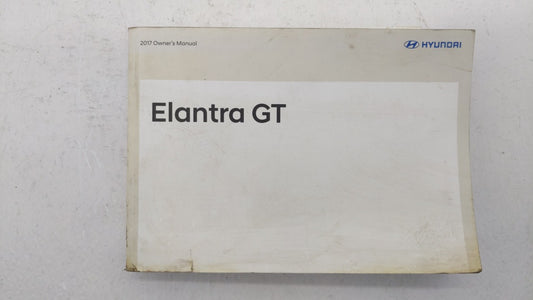 2017 Owner's Manual
HYUNDAI
Elantra GT